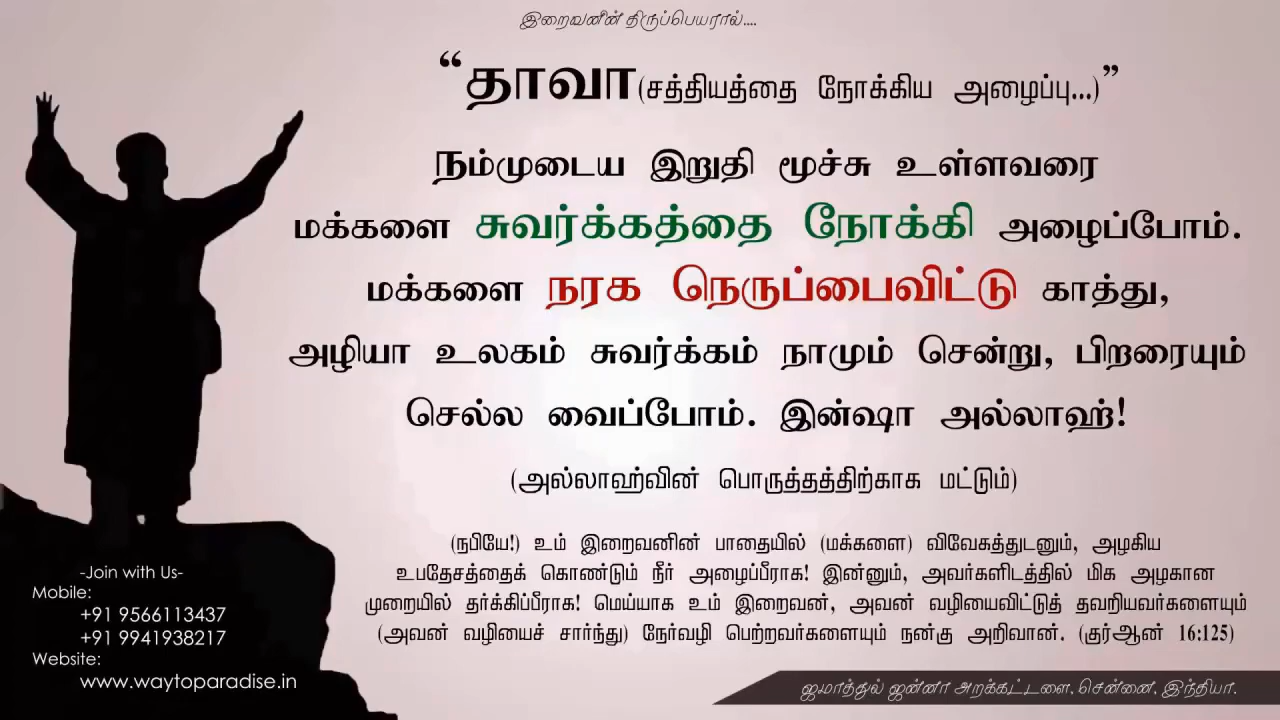 இறைவனின் திருப்பெயரால்....
“தாவா(சத்தியத்தை நோக்கிய அழைப்பு...)”
நம்முடைய இறுதி மூச்சு உள்ளவரை
மக்களை சுவர்க்கத்தை நோக்கி அழைப்போம்.
மக்களை நரக நெருப்பைவிட்டு காத்து,
அழியா உலகம் சுவர்க்கம் நாமும் சென்று, பிறரையும்
செல்ல வைப்போம். இன்ஷா அல்லாஹ்!
(அல்லாஹ்வின் பொருத்தத்திற்காக மட்டும்)
(நபியே!) உம் இறைவனின் பாதையில் (மக்களை) விவேகத்துடனும், அழகிய
உபதேசத்தைக் கொண்டும் நீர் அழைப்பீராக! இன்னும், அவர்களிடத்தில் மிக அழகான
முறையில் தர்க்கிப்பீராக! மெய்யாக உம் இறைவன், அவன் வழியைவிட்டுத் தவறியவர்களையும்
(அவன் வழியைச் சார்ந்து) நேர்வழி பெற்றவர்களையும் நன்கு அறிவான். (குர்ஆன் 16:125)
-Join with Us-
Mobile:
+91 9566113437
+91 9941938217
Website:
www.waytoparadise.in
ஜமாத்துல் ஜன்னா அறக்கட்டளை, சென்னை, இந்தியா.